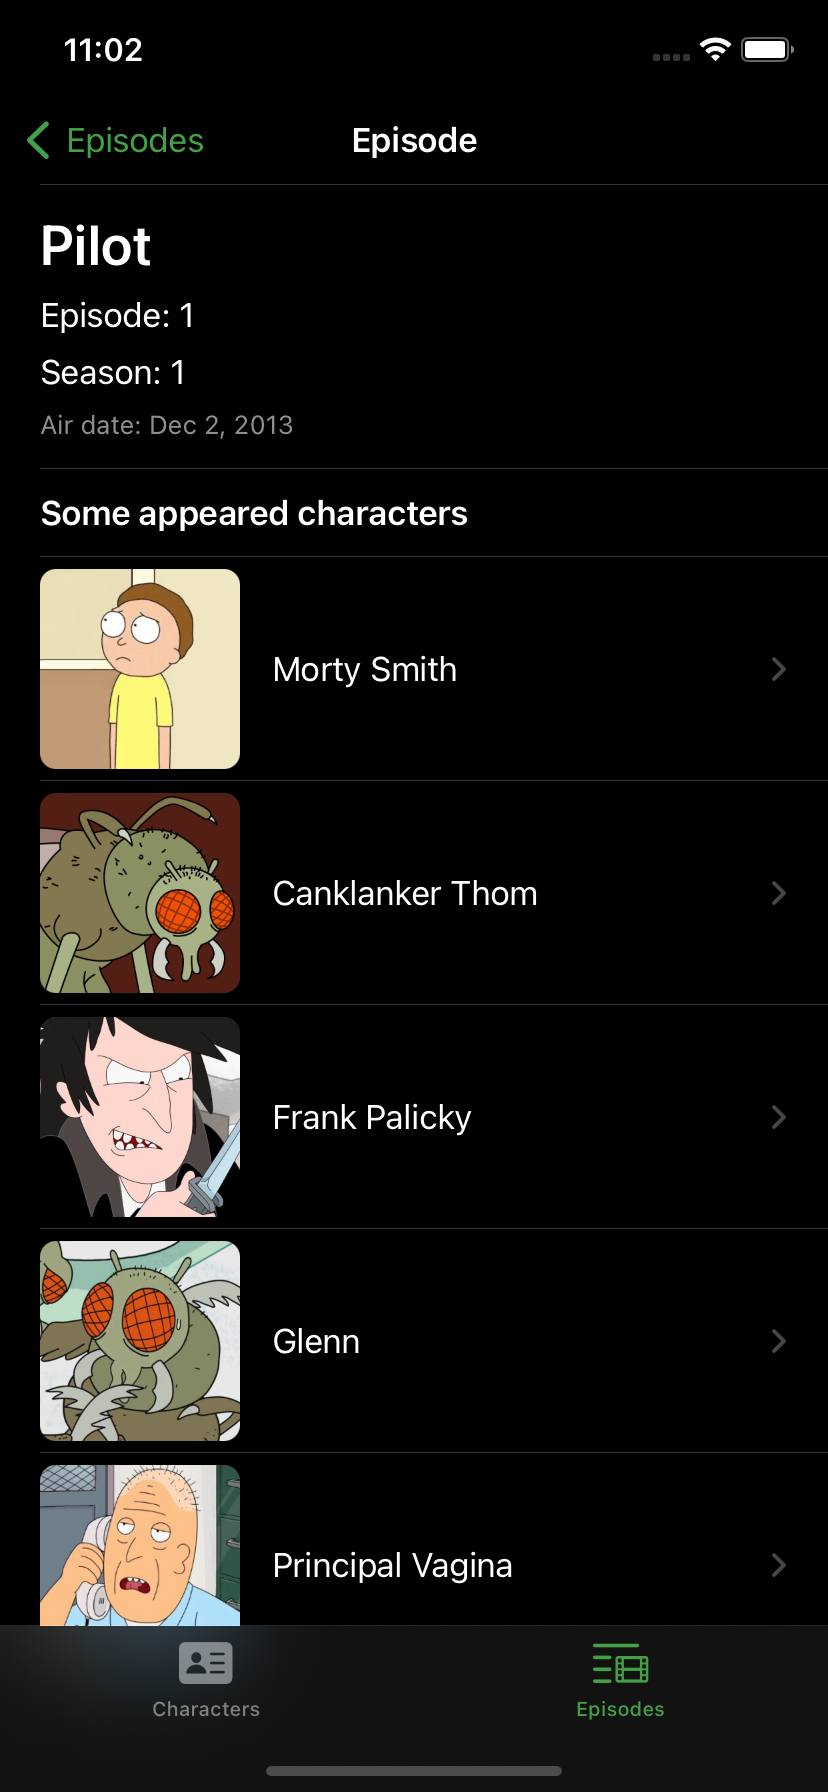 11:02
Episodes
Episode
Pilot
Episode: 1
Season: 1
Air date: Dec 2, 2013
Some appeared characters
Morty Smith
Canklanker Thom
Frank Palicky
Glenn
Principal Vagina
Characters
Episodes